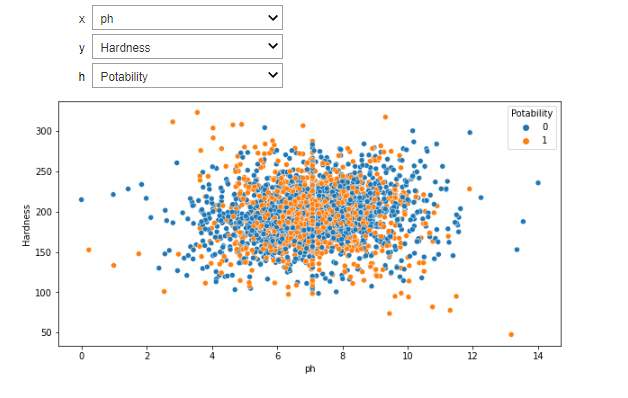 x ph
y Hardness
h Potability
Potability
0
1
300
250
200
150
100
50
Hardness
0 2 4 6 8 10 12 14
ph